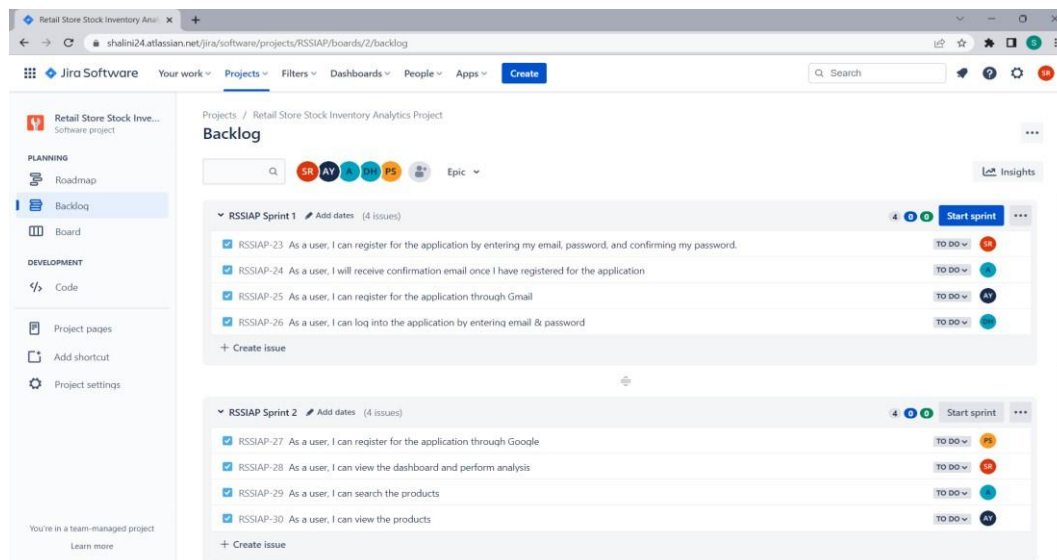 Retail Store Stock Inventory Anal
shalini24.atlassian.net/jira/software/projects/RSSIAP/boards/2/backlog
S
Jira Software Your work Projects Filters Dashboards People Apps Create Search SR
Retail Store Stock Inve...
Software project
PLANNING
Roadmap
Backlog
Board
DEVELOPMENT
Code
Project pages
Add shortcut
Project settings
You're in a team-managed project
Learn more
Projects / Retail Store Stock Inventory Analytics Project
Backlog
SR AY A DH PS Epic Insights
RSSIAP Sprint 1 Add dates (4 issues) 4 0 0 Start sprint
RSSIAP-23 As a user, I can register for the application by entering my email, password, and confirming my password. TO DO SR
RSSIAP-24 As a user, I will receive confirmation email once I have registered for the application TO DO A
RSSIAP-25 As a user, I can register for the application through Gmail TO DO AY
RSSIAP-26 As a user, I can log into the application by entering email & password TO DO DH
+ Create issue
RSSIAP Sprint 2 Add dates (4 issues) 4 0 0 Start sprint
RSSIAP-27 As a user, I can register for the application through Google TO DO PS
RSSIAP-28 As a user, I can view the dashboard and perform analysis TO DO SR
RSSIAP-29 As a user, I can search the products TO DO A
RSSIAP-30 As a user, I can view the products TO DO AY
+ Create issue